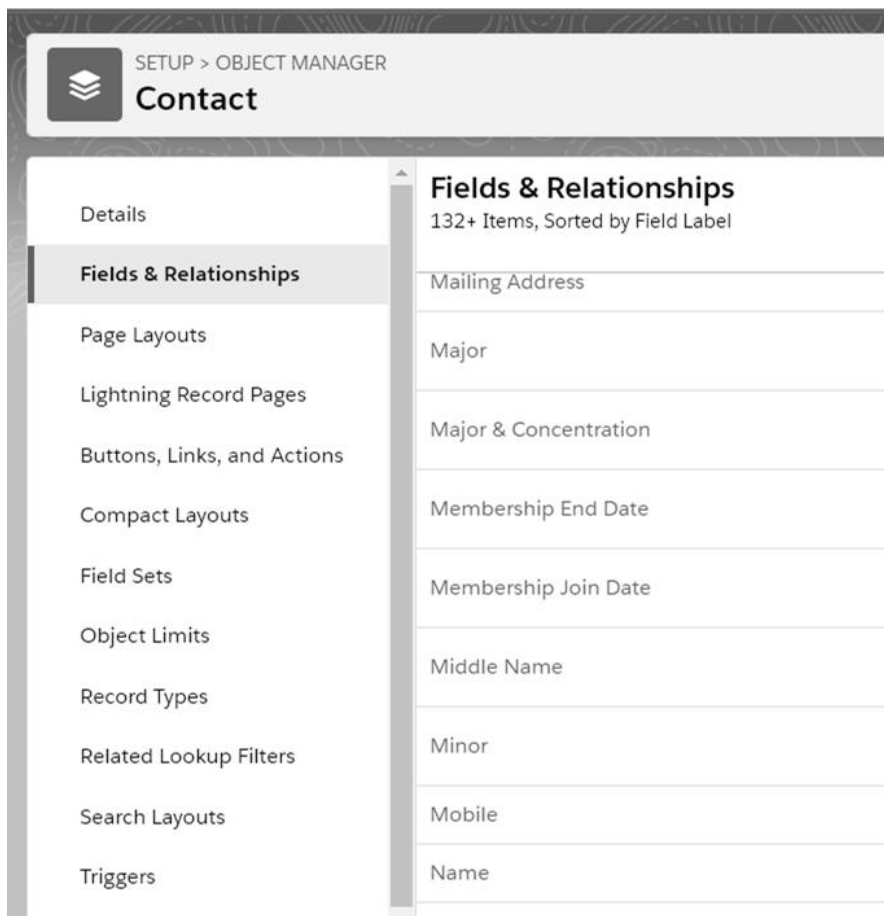 SETUP > OBJECT MANAGER
Contact
Details
Fields & Relationships
Page Layouts
Lightning Record Pages
Buttons, Links, and Actions
Compact Layouts
Field Sets
Object Limits
Record Types
Related Lookup Filters
Search Layouts
Triggers
Fields & Relationships
132+ Items, Sorted by Field Label
Mailing Address
Major
Major & Concentration
Membership End Date
Membership Join Date
Middle Name
Minor
Mobile
Name